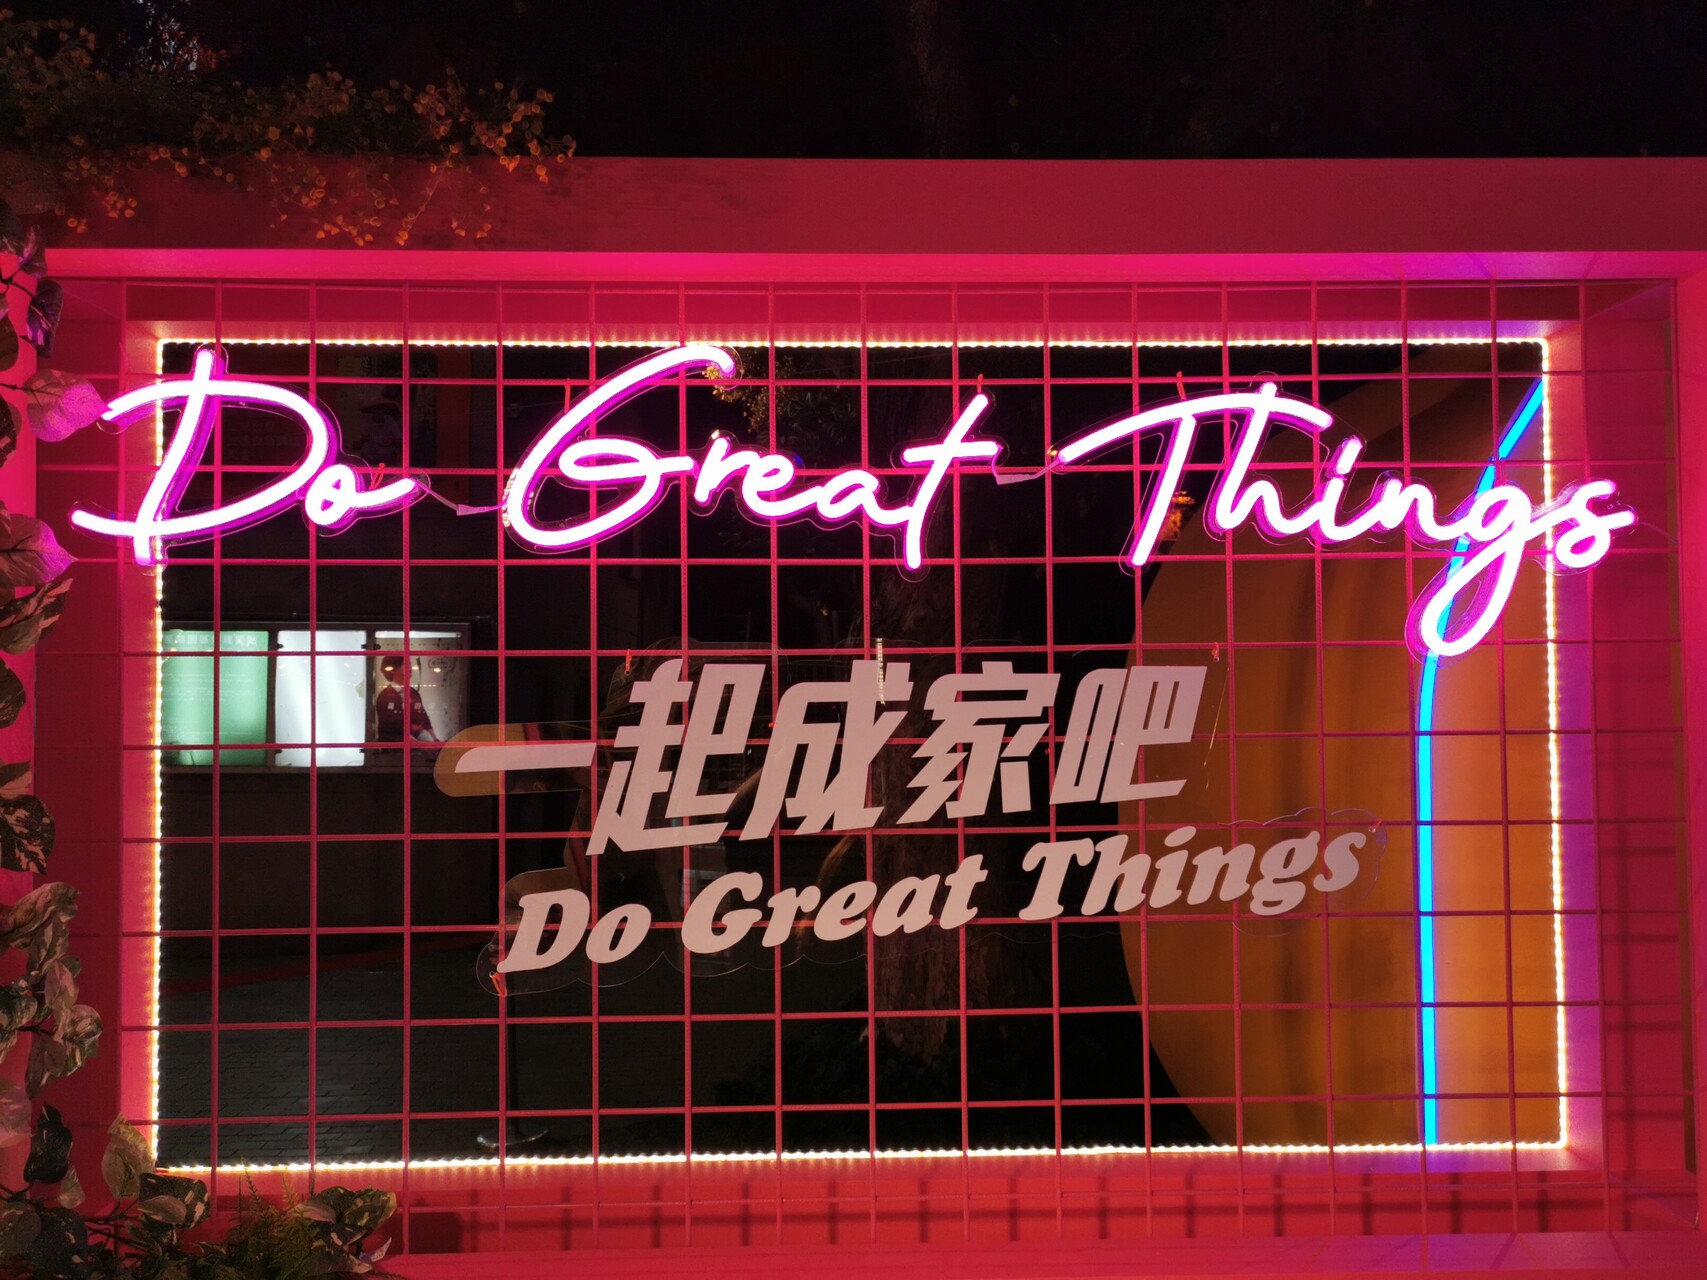 Do Great Things
一起成家吧
Do Great Things